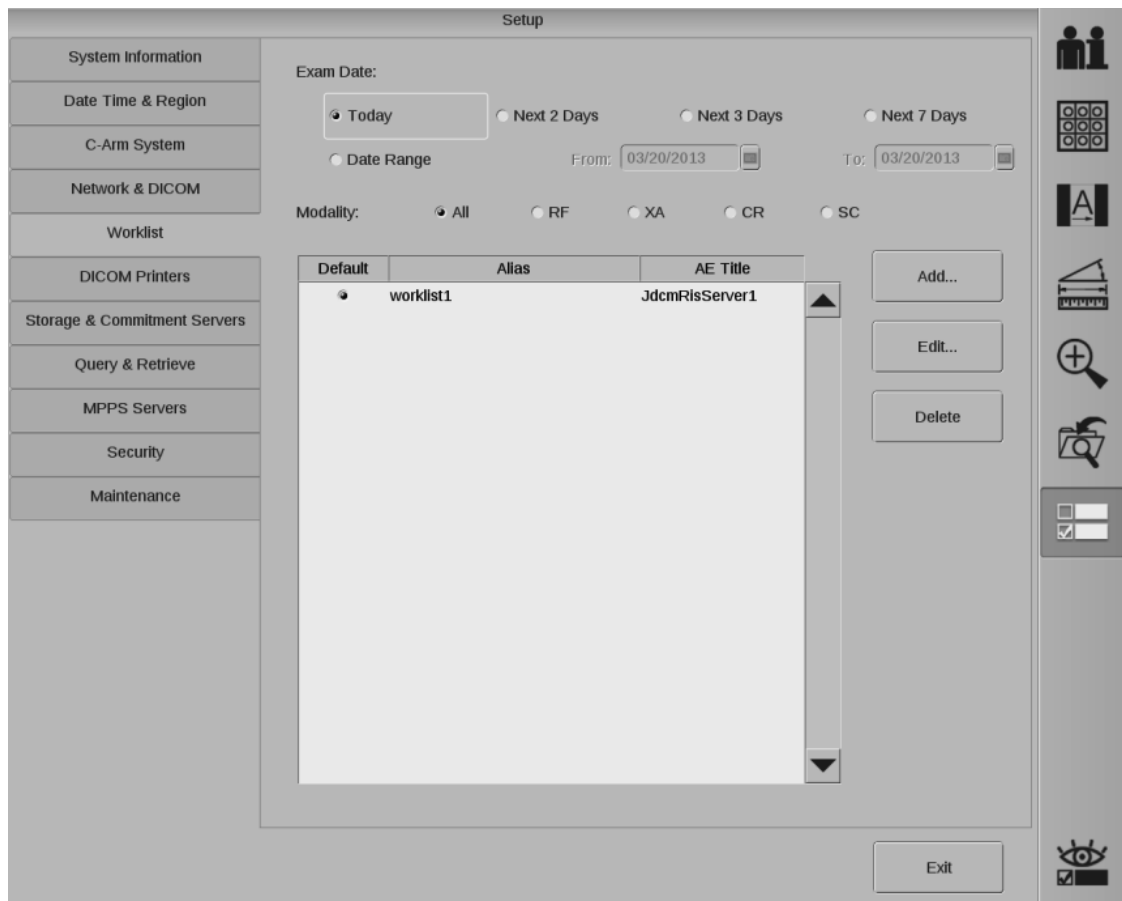 Setup
System Information
Date Time & Region
C-Arm System
Network & DICOM
Worklist
DICOM Printers
Storage & Commitment Servers
Query & Retrieve
MPPS Servers
Security
Maintenance
Exam Date:
Today Next 2 Days Next 3 Days Next 7 Days
Date Range From: 03/20/2013 To: 03/20/2013
Modality: All RF XA CR SC
Default Alias AE Title
worklist1 JdcmRisServer1
Add...
Edit...
Delete
Exit
A